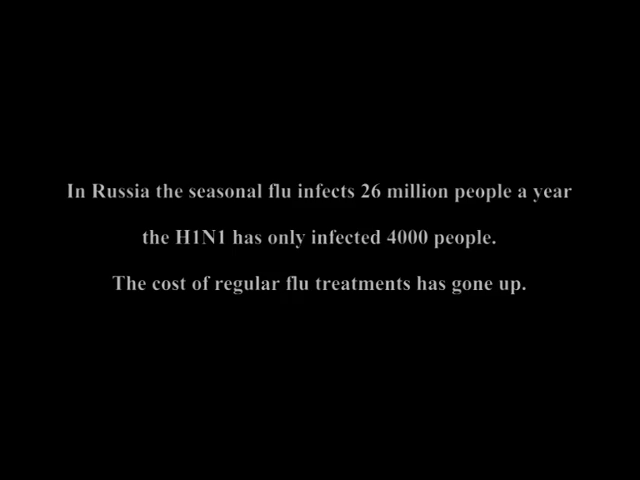 In Russia the seasonal flu infects 26 million people a year
the H1N1 has only infected 4000 people.
The cost of regular flu treatments has gone up.